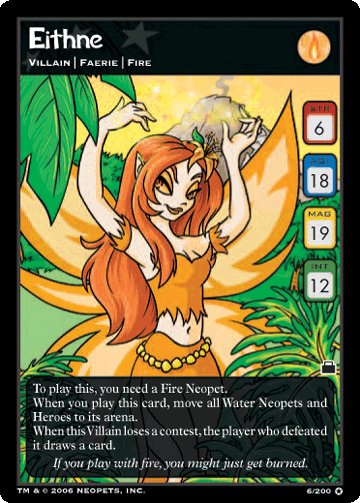 Eithne
VILLAIN | FAERIE | FIRE
STR
6
AGI
18
MAG
19
INT
12
To play this, you need a Fire Neopet.
When you play this card, move all Water Neopets and
Heroes to its arena.
When this Villain loses a contest, the player who defeated
it draws a card.
If you play with fire, you might just get burned.
TM & © 2006 NEOPETS, INC.
6/200